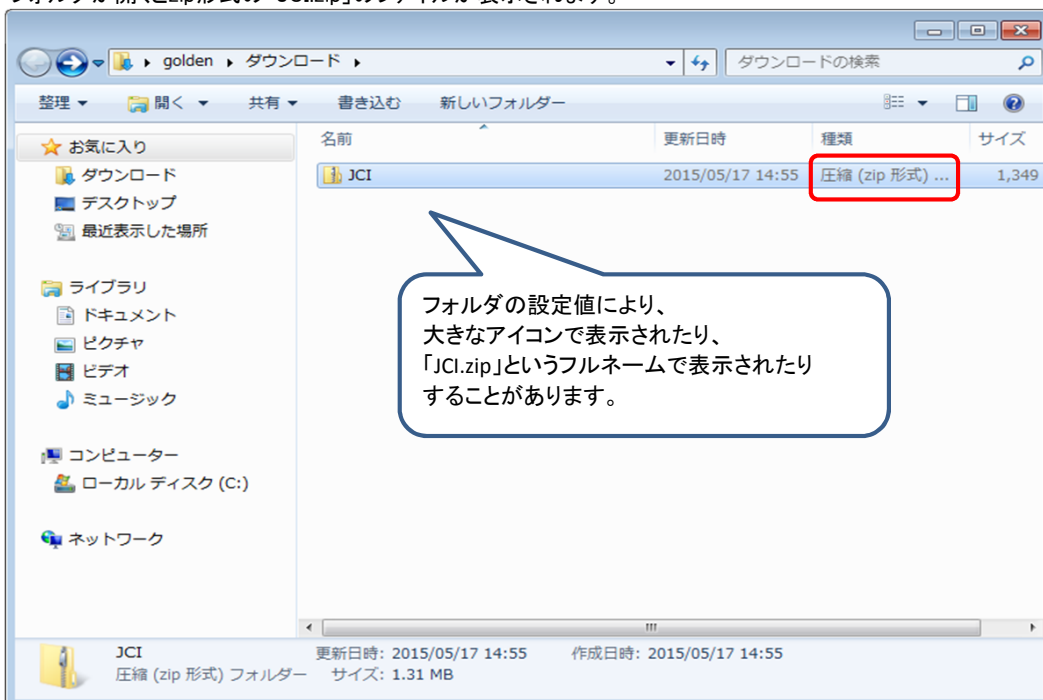 golden ▸ ダウンロード ▸
ダウンロードの検索
整理 開く 共有 書き込む 新しいフォルダー
名前 更新日時 種類 サイズ
お気に入り
ダウンロード
デスクトップ
最近表示した場所
ライブラリ
ドキュメント
ピクチャ
ビデオ
ミュージック
コンピューター
ローカル ディスク (C:)
ネットワーク
JCI 2015/05/17 14:55 圧縮 (zip 形式) ... 1,349
フォルダの設定値により、
大きなアイコンで表示されたり、
「JCI.zip」というフルネームで表示されたり
することがあります。
JCI 更新日時: 2015/05/17 14:55 作成日時: 2015/05/17 14:55
圧縮 (zip 形式) フォルダー サイズ: 1.31 MB